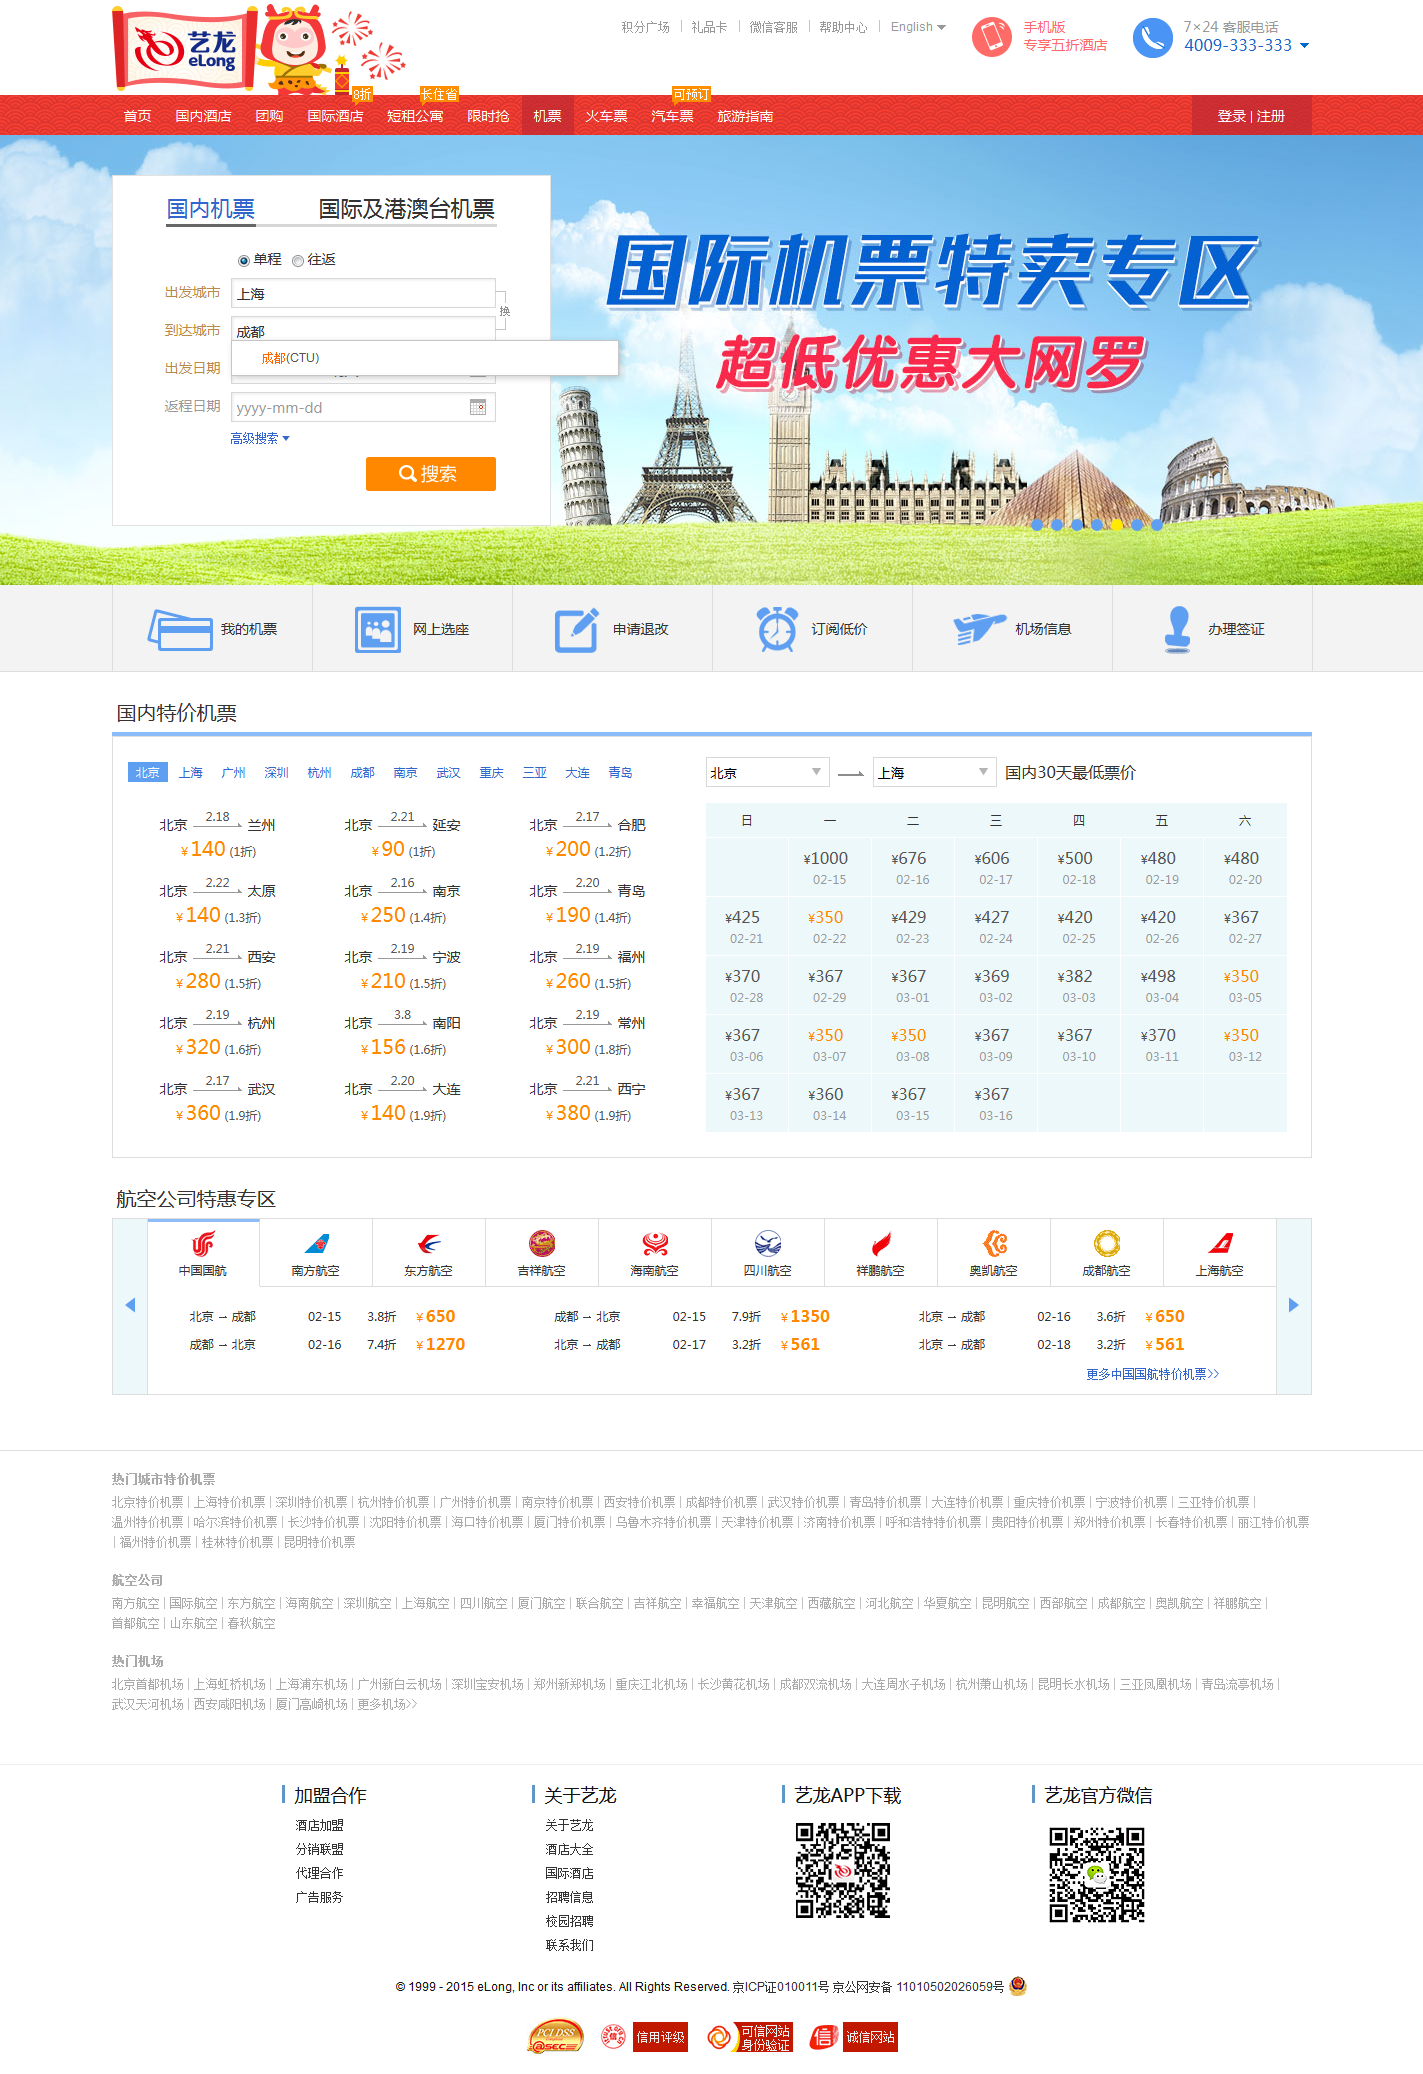 艺龙
eLong
积分广场 | 礼品卡 | 微信客服 | 帮助中心 | English
手机版
专享五折酒店
7×24 客服电话
4009-333-333
8折 长住省 可预订
首页 国内酒店 团购 国际酒店 短租公寓 限时抢 机票 火车票 汽车票 旅游指南 登录 | 注册
国内机票 国际及港澳台机票
单程 往返
出发城市 上海
换
到达城市 成都
成都(CTU)
出发日期
返程日期 yyyy-mm-dd
高级搜索
搜索
国际机票特卖专区
超低优惠大网罗
我的机票 网上选座 申请退改 订阅低价 机场信息 办理签证
国内特价机票
北京 上海 广州 深圳 杭州 成都 南京 武汉 重庆 三亚 大连 青岛
北京 2.18 兰州 北京 2.21 延安 北京 2.17 合肥
¥140 (1折) ¥90 (1折) ¥200 (1.2折)
北京 2.22 太原 北京 2.16 南京 北京 2.20 青岛
¥140 (1.3折) ¥250 (1.4折) ¥190 (1.4折)
北京 2.21 西安 北京 2.19 宁波 北京 2.19 福州
¥280 (1.5折) ¥210 (1.5折) ¥260 (1.5折)
北京 2.19 杭州 北京 3.8 南阳 北京 2.19 常州
¥320 (1.6折) ¥156 (1.6折) ¥300 (1.8折)
北京 2.17 武汉 北京 2.20 大连 北京 2.21 西宁
¥360 (1.9折) ¥140 (1.9折) ¥380 (1.9折)
北京 上海 国内30天最低票价
日 一 二 三 四 五 六
¥1000 ¥676 ¥606 ¥500 ¥480 ¥480
02-15 02-16 02-17 02-18 02-19 02-20
¥425 ¥350 ¥429 ¥427 ¥420 ¥420 ¥367
02-21 02-22 02-23 02-24 02-25 02-26 02-27
¥370 ¥367 ¥367 ¥369 ¥382 ¥498 ¥350
02-28 02-29 03-01 03-02 03-03 03-04 03-05
¥367 ¥350 ¥350 ¥367 ¥367 ¥370 ¥350
03-06 03-07 03-08 03-09 03-10 03-11 03-12
¥367 ¥360 ¥367 ¥367
03-13 03-14 03-15 03-16
航空公司特惠专区
中国国航 南方航空 东方航空 吉祥航空 海南航空 四川航空 祥鹏航空 奥凯航空 成都航空 上海航空
北京 → 成都 02-15 3.8折 ¥650 成都 → 北京 02-15 7.9折 ¥1350 北京 → 成都 02-16 3.6折 ¥650
成都 → 北京 02-16 7.4折 ¥1270 北京 → 成都 02-17 3.2折 ¥561 北京 → 成都 02-18 3.2折 ¥561
更多中国国航特价机票>>
热门城市特价机票
北京特价机票 | 上海特价机票 | 深圳特价机票 | 杭州特价机票 | 广州特价机票 | 南京特价机票 | 西安特价机票 | 成都特价机票 | 武汉特价机票 | 青岛特价机票 | 大连特价机票 | 重庆特价机票 | 宁波特价机票 | 三亚特价机票 |
温州特价机票 | 哈尔滨特价机票 | 长沙特价机票 | 沈阳特价机票 | 海口特价机票 | 厦门特价机票 | 乌鲁木齐特价机票 | 天津特价机票 | 济南特价机票 | 呼和浩特特价机票 | 贵阳特价机票 | 郑州特价机票 | 长春特价机票 | 丽江特价机票
| 福州特价机票 | 桂林特价机票 | 昆明特价机票
航空公司
南方航空 | 国际航空 | 东方航空 | 海南航空 | 深圳航空 | 上海航空 | 四川航空 | 厦门航空 | 联合航空 | 吉祥航空 | 幸福航空 | 天津航空 | 西藏航空 | 河北航空 | 华夏航空 | 昆明航空 | 西部航空 | 成都航空 | 奥凯航空 | 祥鹏航空 |
首都航空 | 山东航空 | 春秋航空
热门机场
北京首都机场 | 上海虹桥机场 | 上海浦东机场 | 广州新白云机场 | 深圳宝安机场 | 郑州新郑机场 | 重庆江北机场 | 长沙黄花机场 | 成都双流机场 | 大连周水子机场 | 杭州萧山机场 | 昆明长水机场 | 三亚凤凰机场 | 青岛流亭机场 |
武汉天河机场 | 西安咸阳机场 | 厦门高崎机场 | 更多机场>>
加盟合作
酒店加盟
分销联盟
代理合作
广告服务
关于艺龙
关于艺龙
酒店大全
国际酒店
招聘信息
校园招聘
联系我们
艺龙APP下载
艺龙官方微信
© 1999 - 2015 eLong, Inc or its affiliates. All Rights Reserved. 京ICP证010011号 京公网安备 11010502026059号
PCI.DSS
@SEC
信用评级
可信网站
身份验证
信
诚信网站